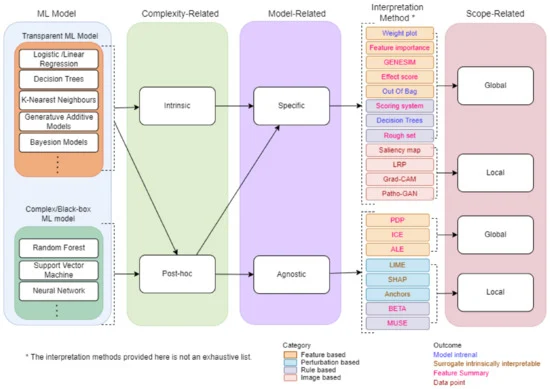 ML Model
Complexity-Related
Model-Related
Interpretation
Method *
Scope-Related
Transparent ML Model
Logistic /Linear
Regression
Decision Trees
K-Nearest Neighbours
Generature Additive
Models
Bayesion Models
Complex/Black-box
ML model
Random Forest
Support Vector
Machine
Neural Network
Intrinsic
Post-hoc
Specific
Agnostic
Weight plot
Feature importance
GENESIM
Effect score
Out Of Bag
Scoring system
Decision Trees
Rough set
Saliency map
LRP
Grad-CAM
Patho-GAN
PDP
ICE
ALE
LIME
SHAP
Anchors
BETA
MUSE
Global
Local
Global
Local
* The interpretation methods provided here is not an exhaustive list.
Category
Feature based
Perturbation based
Rule based
Image based
Outcome
Model intrenal
Surrogate intrinsically interpretable
Feature Summary
Data point